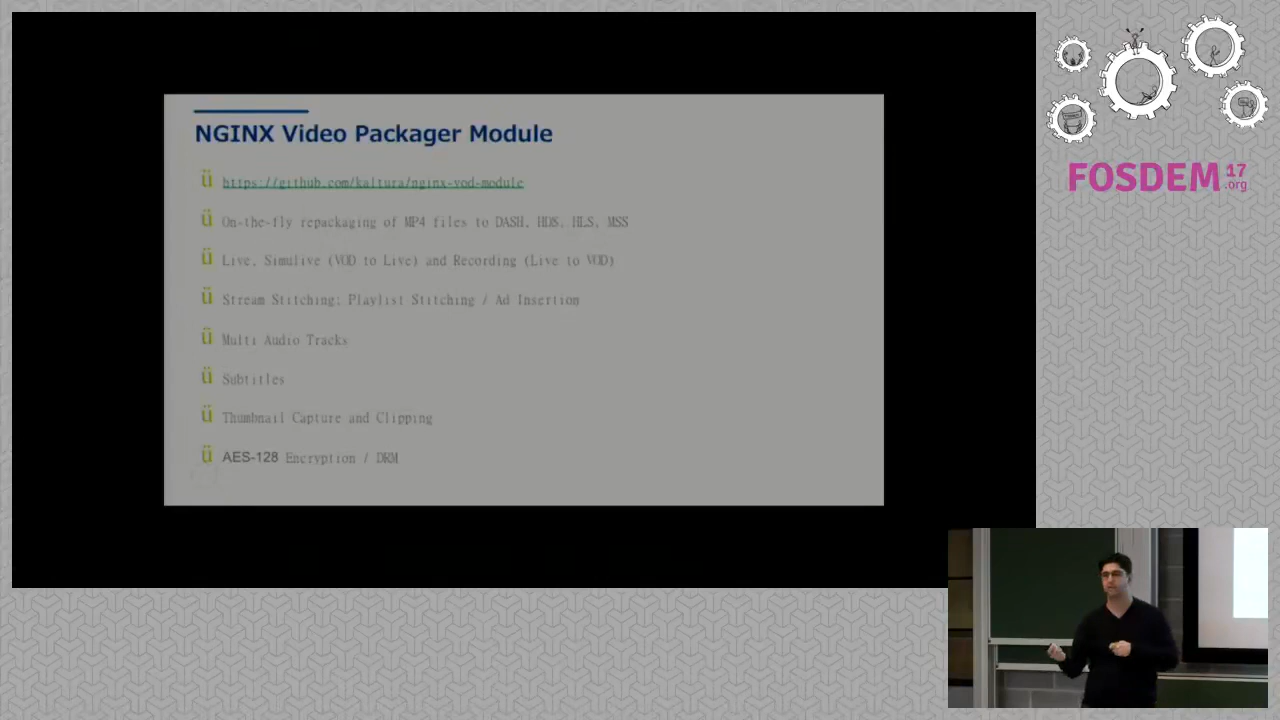 NGINX Video Packager Module
ü https://github.com/kaltura/nginx-vod-module
ü On-the-fly repackaging of MP4 files to DASH, HDS, HLS, MSS
ü Live, Simulive (VOD to Live) and Recording (Live to VOD)
ü Stream Stitching: Playlist Stitching / Ad Insertion
ü Multi Audio Tracks
ü Subtitles
ü Thumbnail Capture and Clipping
ü AES-128 Encryption / DRM
FOSDEM 17
.org